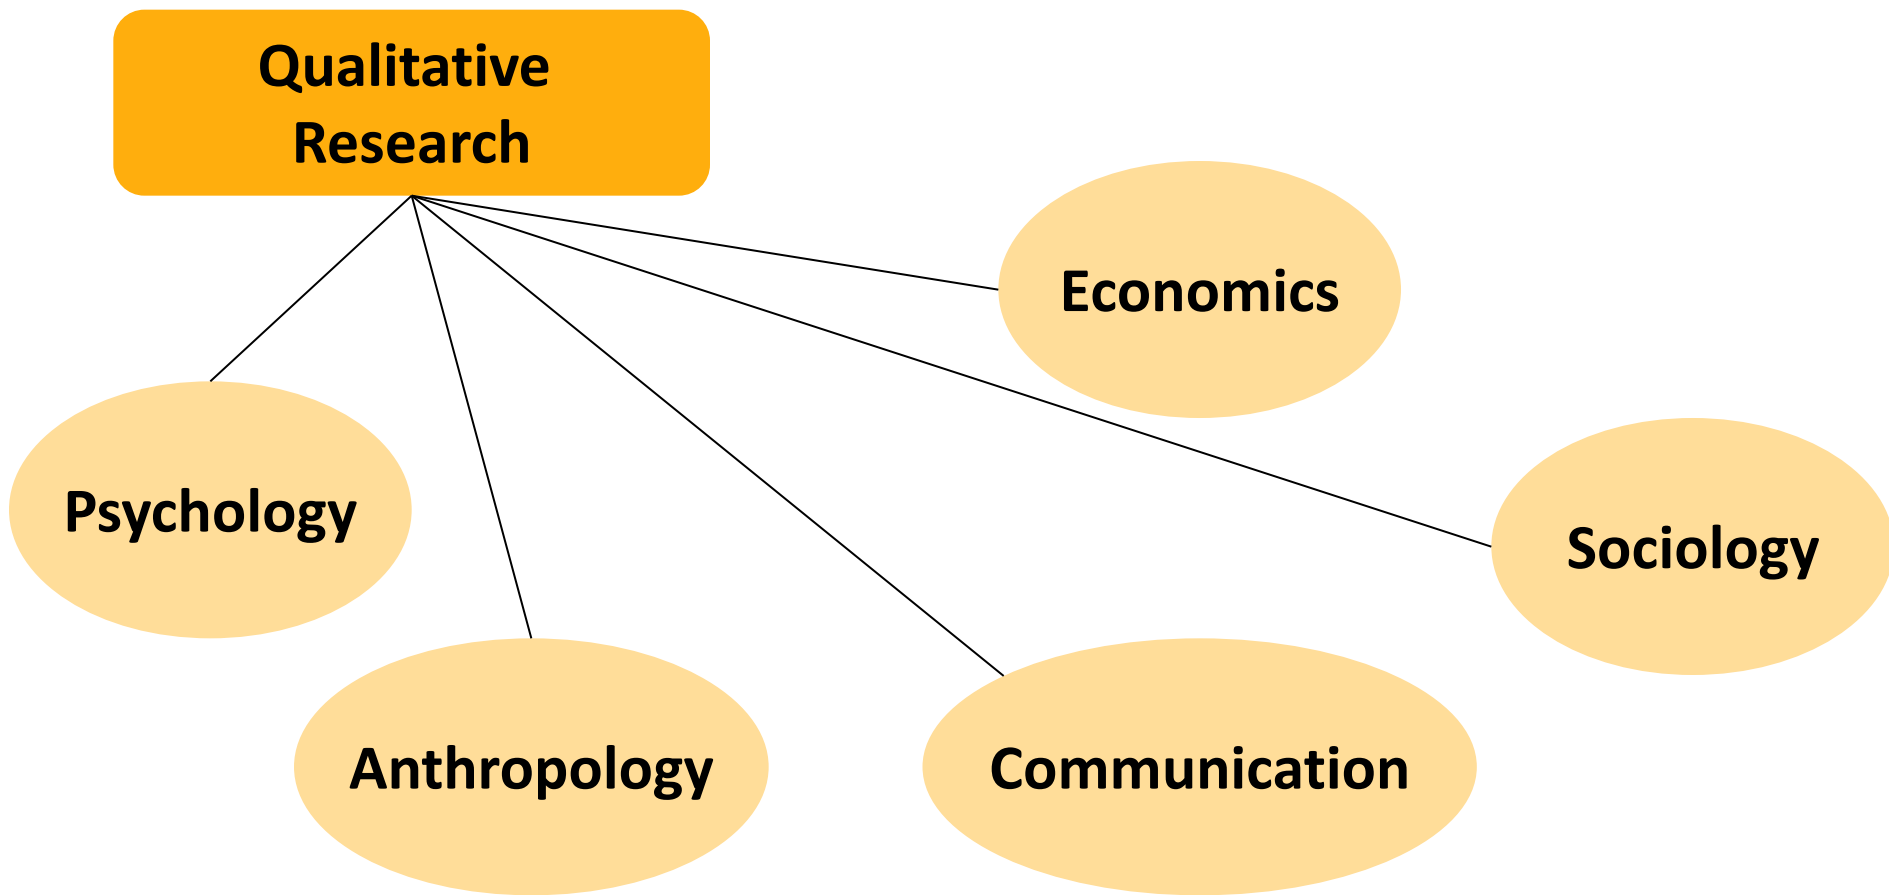 Qualitative
Research
Economics
Psychology
Sociology
Anthropology
Communication